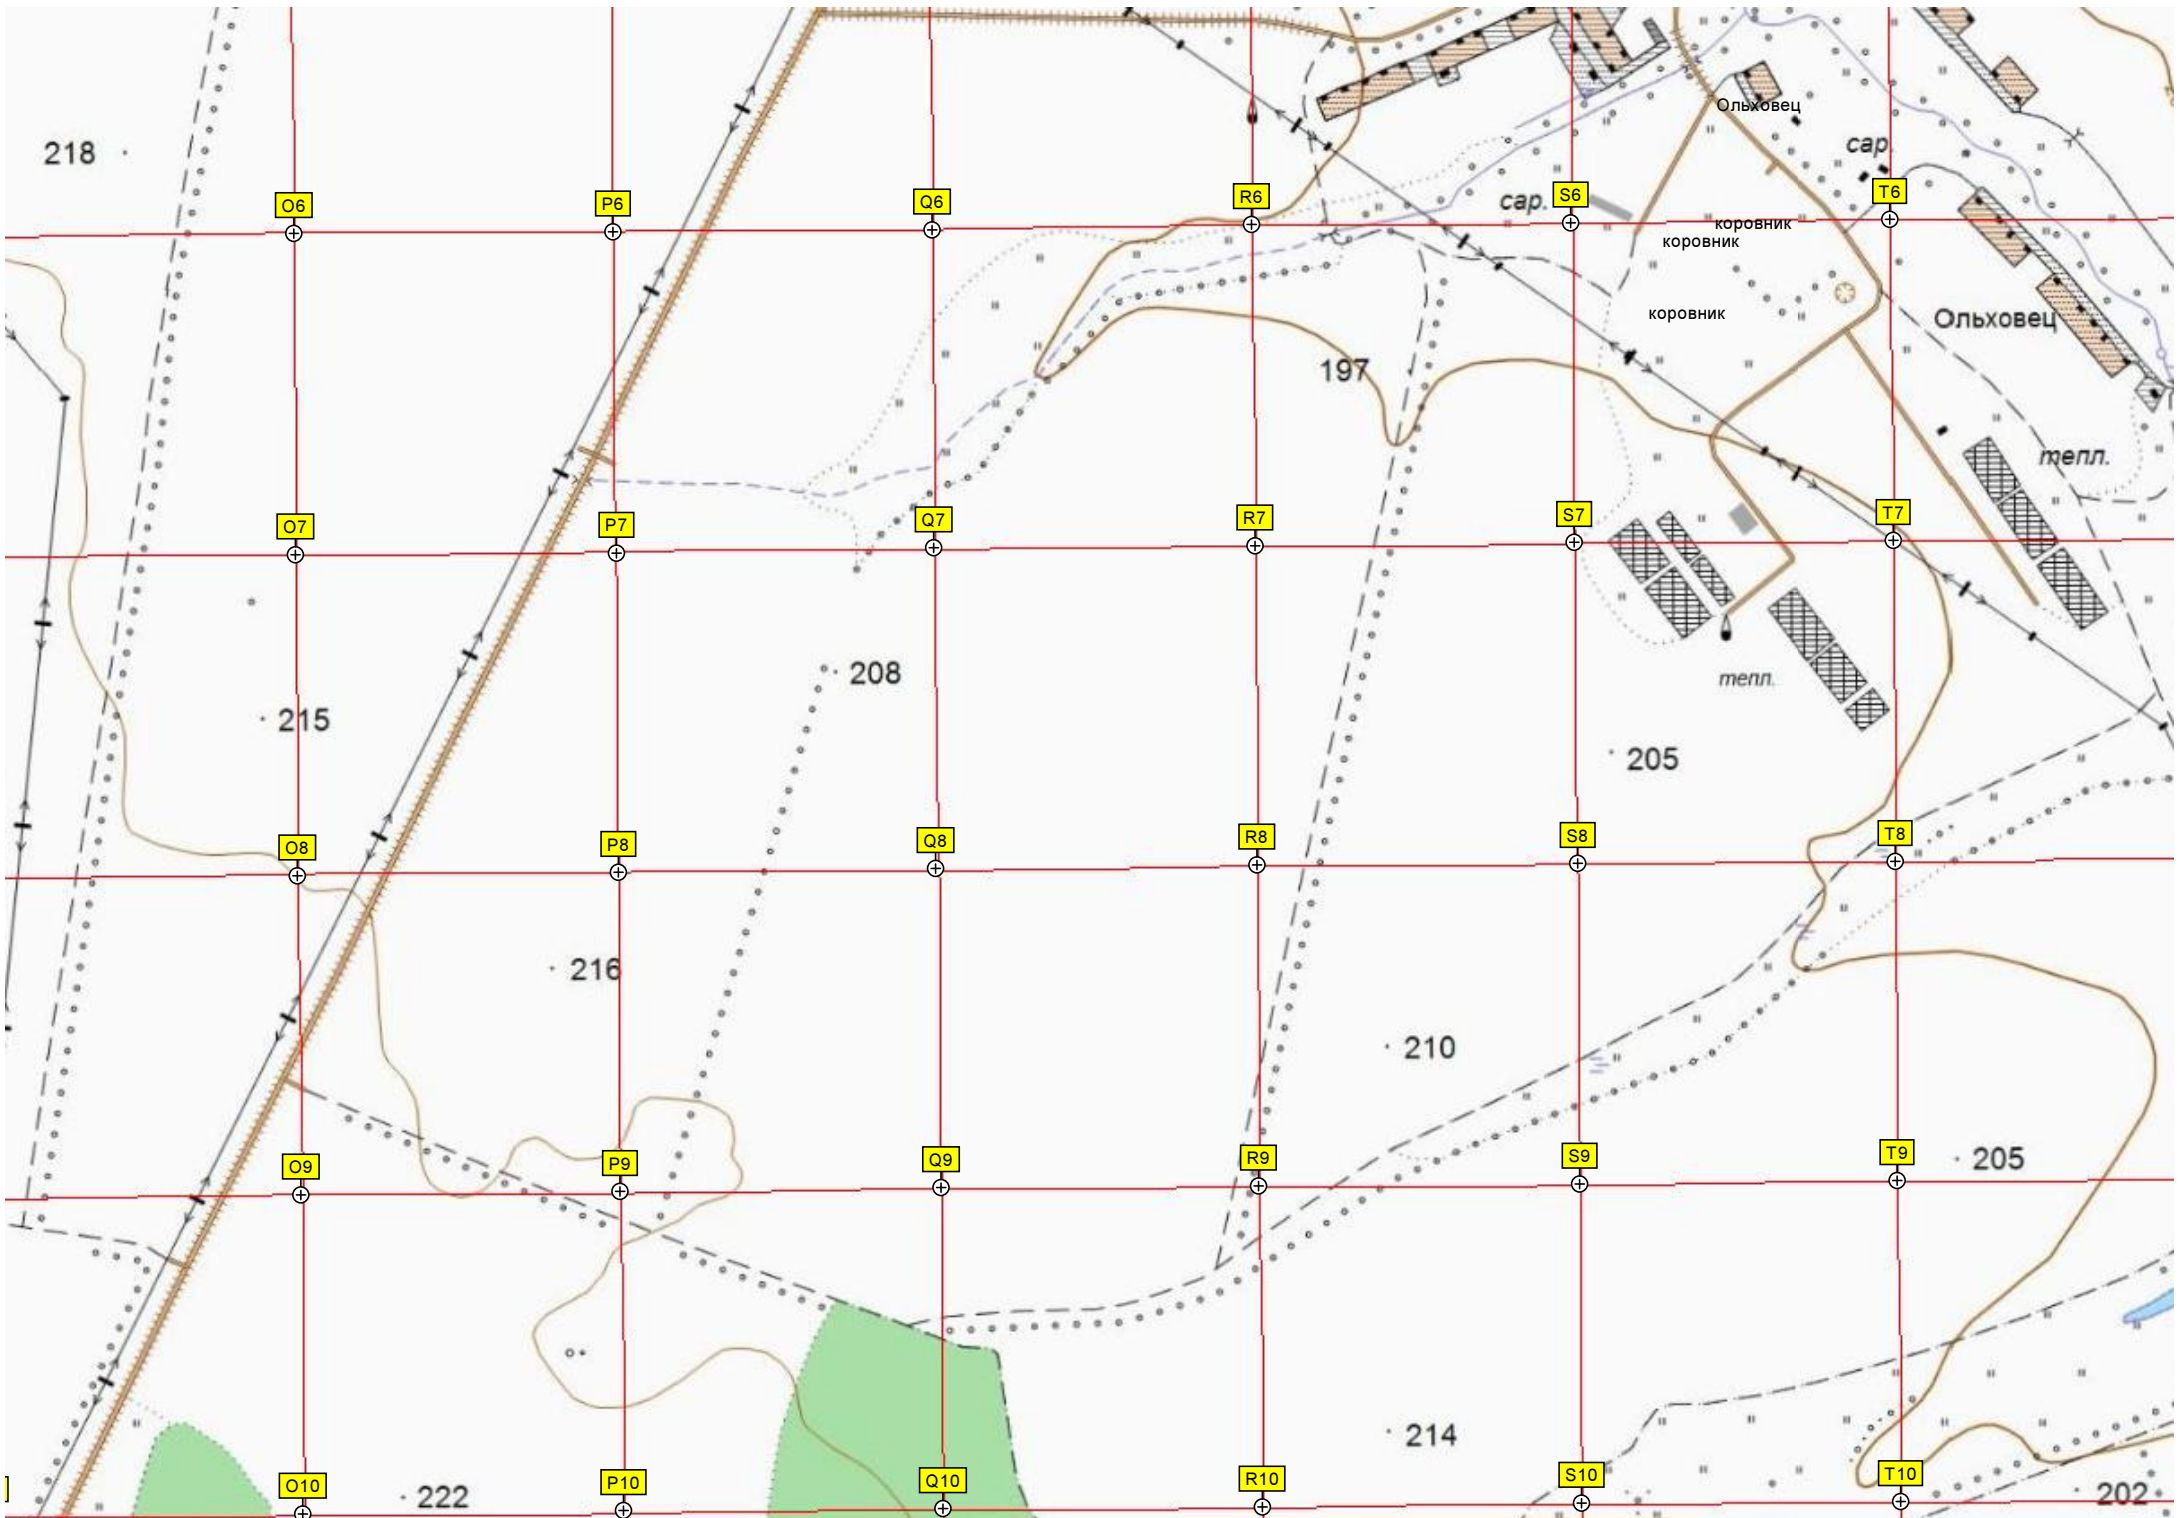 Ольховец
218
сар.
O6
P6
Q6
R6
сар.
S6
T6
коровник
коровник
коровник
Ольховец
197
тепл.
O7
P7
Q7
R7
S7
T7
208
тепл.
215
205
O8
P8
Q8
R8
S8
T8
216
210
O9
P9
Q9
R9
S9
T9
205
214
O10
P10
Q10
R10
S10
T10
222
202